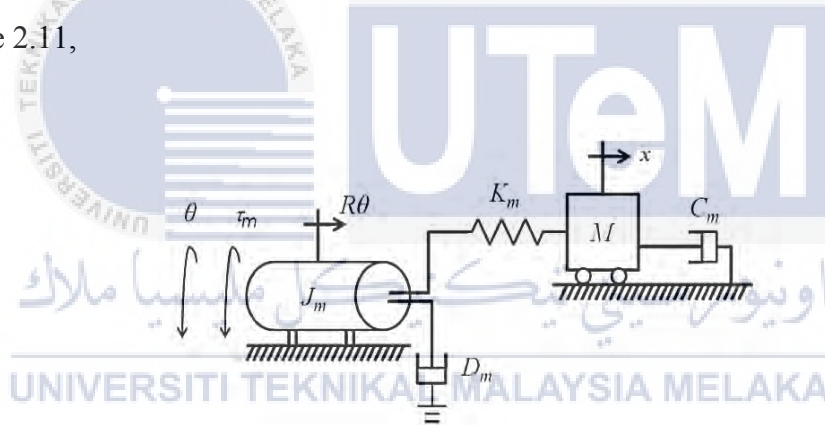 e 2.11,
UTeM
UNIVERSITI TEKNIKAL MALAYSIA MELAKA
θ
τm
Rθ
Jm
Dm
Km
M
x
Cm